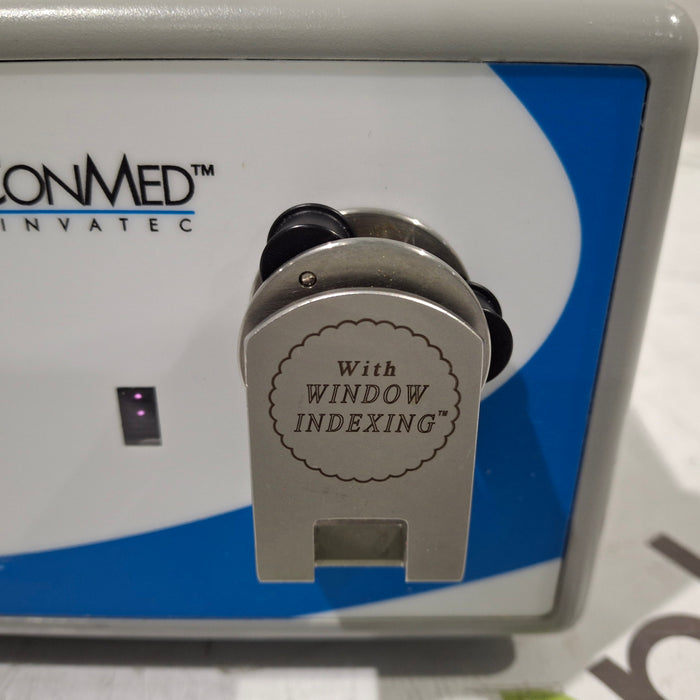 CONMED™
INVATEC
With
WINDOW
INDEXING™